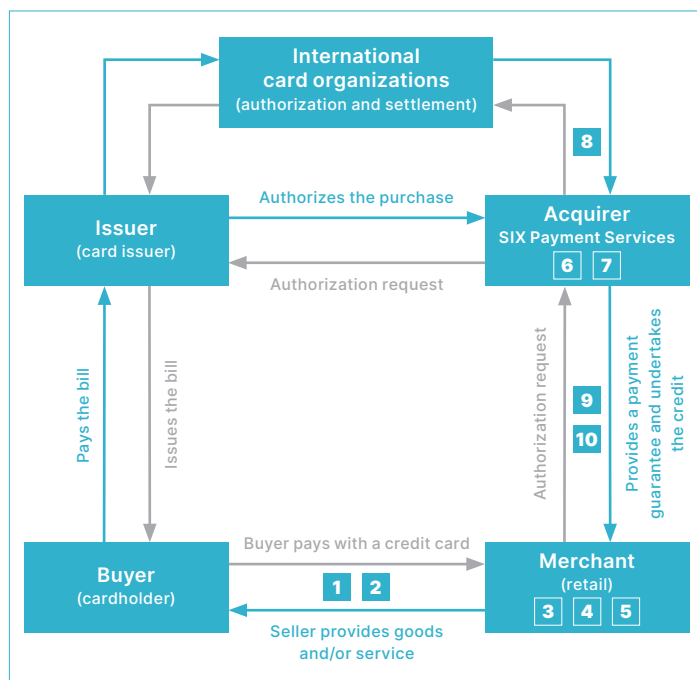 International
card organizations
(authorization and settlement)
8
Authorizes the purchase
Issuer
(card issuer)
Acquirer
SIX Payment Services
6 7
Authorization request
Pays the bill
Issues the bill
Authorization request
9
10
Provides a payment
guarantee and undertakes
the credit
Buyer pays with a credit card
1 2
Buyer
(cardholder)
Merchant
(retail)
3 4 5
Seller provides goods
and/or service